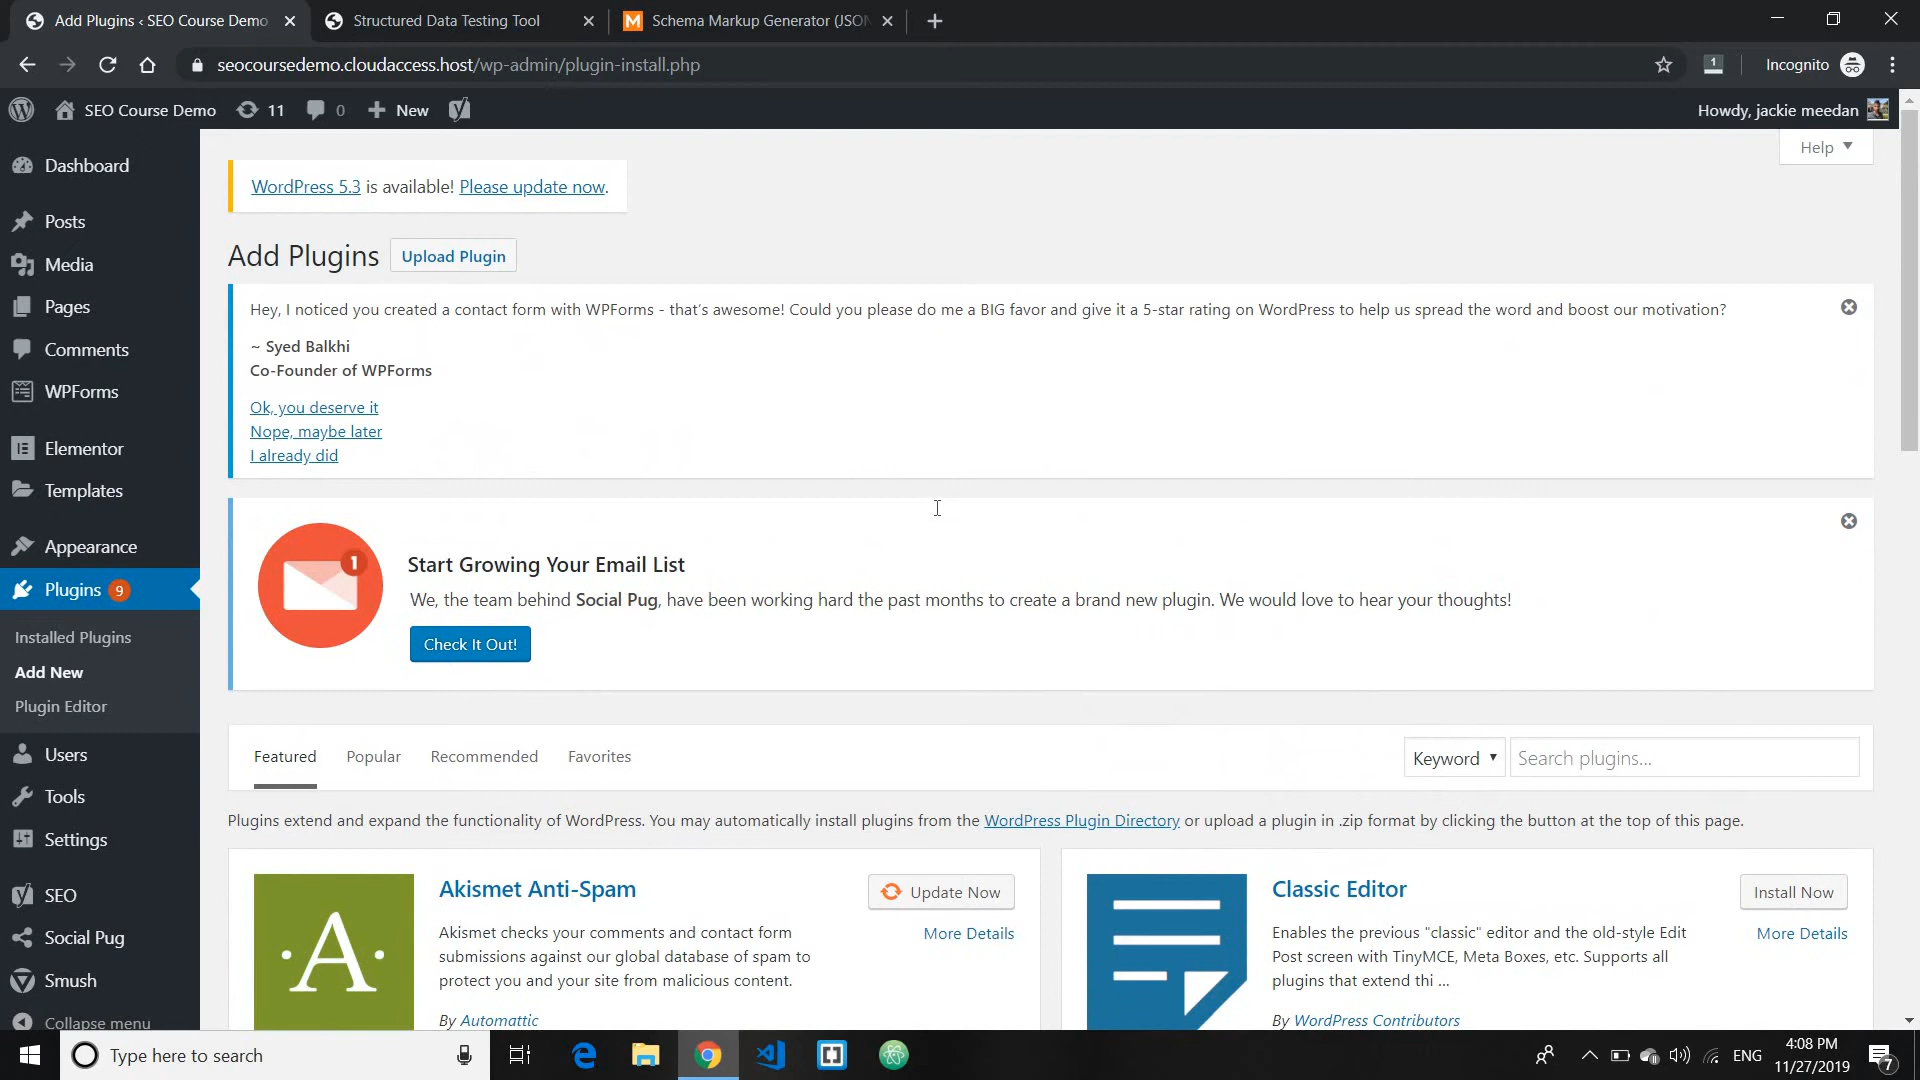 Add Plugins ‹ SEO Course Demo
Structured Data Testing Tool
Schema Markup Generator (JSON
seocoursedemo.cloudaccess.host/wp-admin/plugin-install.php
1
Incognito
SEO Course Demo
11
0
New
Howdy, jackie meedan
Help
Dashboard
Posts
Media
Pages
Comments
WPForms
Elementor
Templates
Appearance
Plugins 9
Installed Plugins
Add New
Plugin Editor
Users
Tools
Settings
SEO
Social Pug
Smush
Collapse menu
WordPress 5.3 is available! Please update now.
Add Plugins
Upload Plugin
Hey, I noticed you created a contact form with WPForms - that's awesome! Could you please do me a BIG favor and give it a 5-star rating on WordPress to help us spread the word and boost our motivation?
~ Syed Balkhi
Co-Founder of WPForms
Ok, you deserve it
Nope, maybe later
I already did
1
Start Growing Your Email List
We, the team behind Social Pug, have been working hard the past months to create a brand new plugin. We would love to hear your thoughts!
Check It Out!
Featured
Popular
Recommended
Favorites
Keyword
Search plugins...
Plugins extend and expand the functionality of WordPress. You may automatically install plugins from the WordPress Plugin Directory or upload a plugin in .zip format by clicking the button at the top of this page.
A
Akismet Anti-Spam
Update Now
More Details
Akismet checks your comments and contact form
submissions against our global database of spam to
protect you and your site from malicious content.
By Automattic
Classic Editor
Install Now
More Details
Enables the previous "classic" editor and the old-style Edit
Post screen with TinyMCE, Meta Boxes, etc. Supports all
plugins that extend thi ...
By WordPress Contributors
Type here to search
ENG
4:08 PM
11/27/2019
7